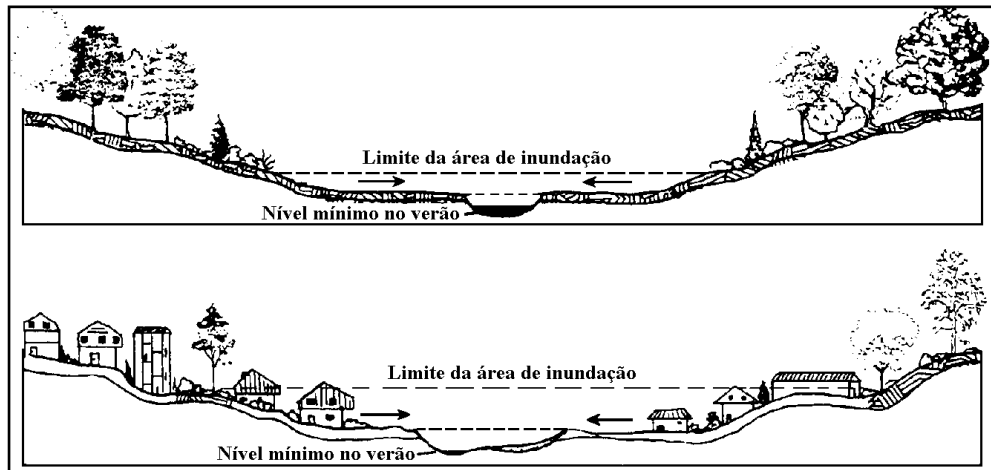 Limite da área de inundação
Nível mínimo no verão
Limite da área de inundação
Nível mínimo no verão